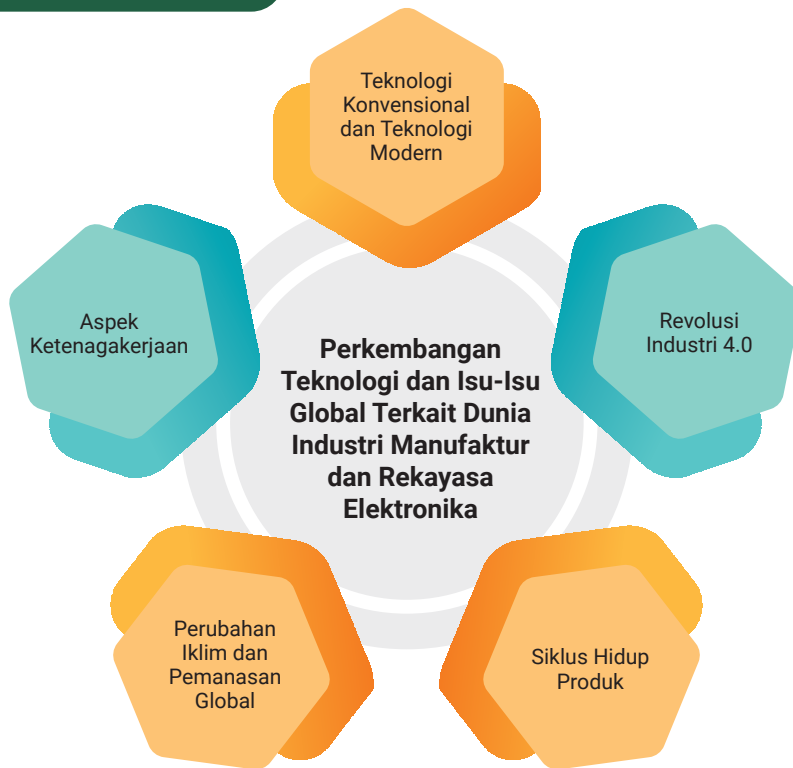 Teknologi
Konvensional
dan Teknologi
Modern
Aspek
Ketenagakerjaan
Revolusi
Industri 4.0
Perkembangan
Teknologi dan Isu-Isu
Global Terkait Dunia
Industri Manufaktur
dan Rekayasa
Elektronika
Perubahan
Iklim dan
Pemanasan
Global
Siklus Hidup
Produk